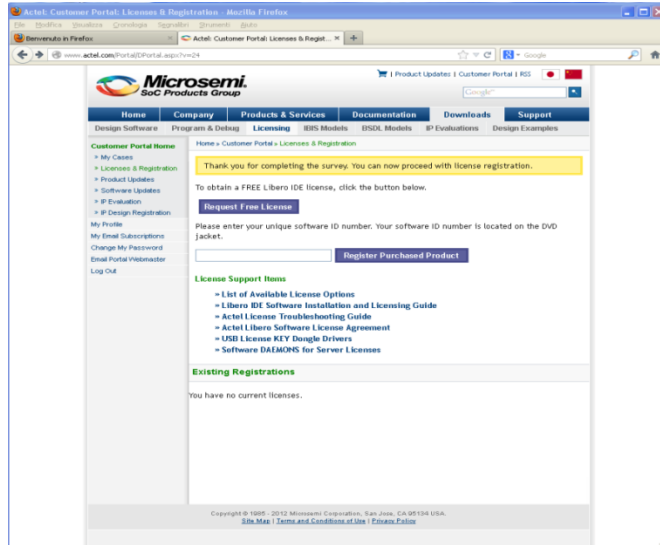 Actel: Customer Portal: Licenses & Registration - Mozilla Firefox
File Modifica Visualizza Cronologia Segnalibri Strumenti Aiuto
Benvenuto in Firefox × Actel: Customer Portal: Licenses & Regist... × +
www.actel.com/Portal/DPortal.aspx?v=24 Google
Microsemi.
SoC Products Group
Product Updates | Customer Portal | RSS
Google™
Home Company Products & Services Documentation Downloads Support
Design Software Program & Debug Licensing IBIS Models BSDL Models IP Evaluations Design Examples
Customer Portal Home
» My Cases
» Licenses & Registration
» Product Updates
» Software Updates
» IP Evaluation
» IP Design Registration
My Profile
My Email Subscriptions
Change My Password
Email Portal Webmaster
Log Out
Home » Customer Portal » Licenses & Registration
Thank you for completing the survey. You can now proceed with license registration.
To obtain a FREE Libero IDE license, click the button below.
Request Free License
Please enter your unique software ID number. Your software ID number is located on the DVD
jacket.
Register Purchased Product
License Support Items
» List of Available License Options
» Libero IDE Software Installation and Licensing Guide
» Actel License Troubleshooting Guide
» Actel Libero Software License Agreement
» USB License KEY Dongle Drivers
» Software DAEMONS for Server Licenses
Existing Registrations
You have no current licenses.
Copyright © 1995 - 2012 Microsemi Corporation, San Jose, CA 95134 USA.
Site Map | Terms and Conditions of Use | Privacy Policy